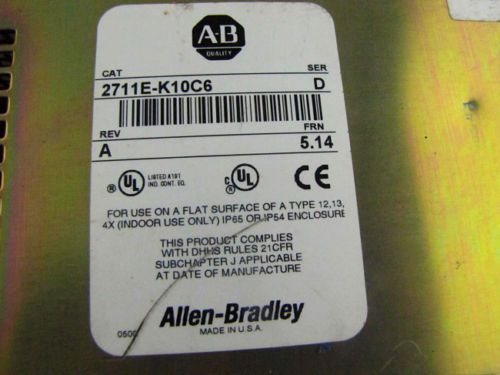 A-B
QUALITY
CAT SER
2711E-K10C6 D
REV FRN
A 5.14
UL LISTED A181
IND. CONT. EQ.
C UL CE
FOR USE ON A FLAT SURFACE OF A TYPE 12,13,
4X (INDOOR USE ONLY) IP65 OR IP54 ENCLOSURE
THIS PRODUCT COMPLIES
WITH DHHS RULES 21CFR
SUBCHAPTER J APPLICABLE
AT DATE OF MANUFACTURE
Allen-Bradley
0500 MADE IN U.S.A.